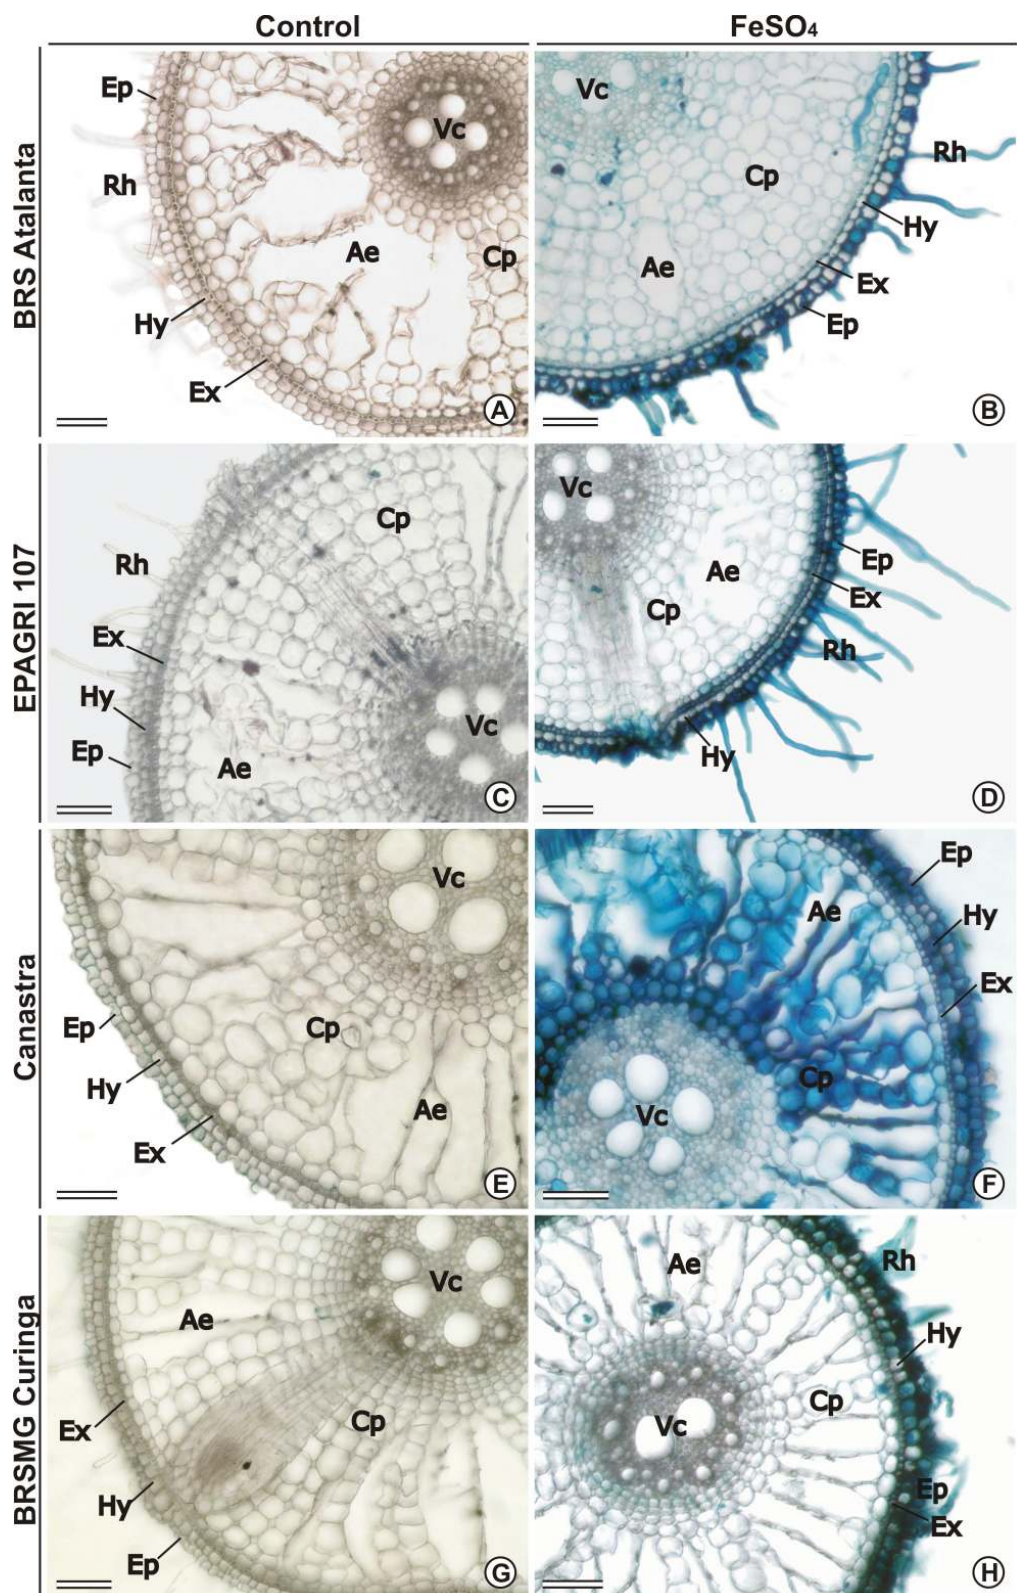 Control
FeSO₄
BRS Atalanta
Ep
Rh
Vc
Ae
Cp
Hy
Ex
A
Vc
Cp
Rh
Hy
Ae
Ex
Ep
B
EPAGRI 107
Cp
Rh
Ex
Hy
Vc
Ep
Ae
C
Vc
Ep
Ae
Ex
Cp
Rh
Hy
D
Canastra
Vc
Ep
Cp
Hy
Ae
Ex
E
Ep
Ae
Hy
Ex
Cp
Vc
F
BRSMG Curinga
Vc
Ae
Ex
Cp
Hy
Ep
G
Ae
Rh
Hy
Cp
Vc
Ep
Ex
H